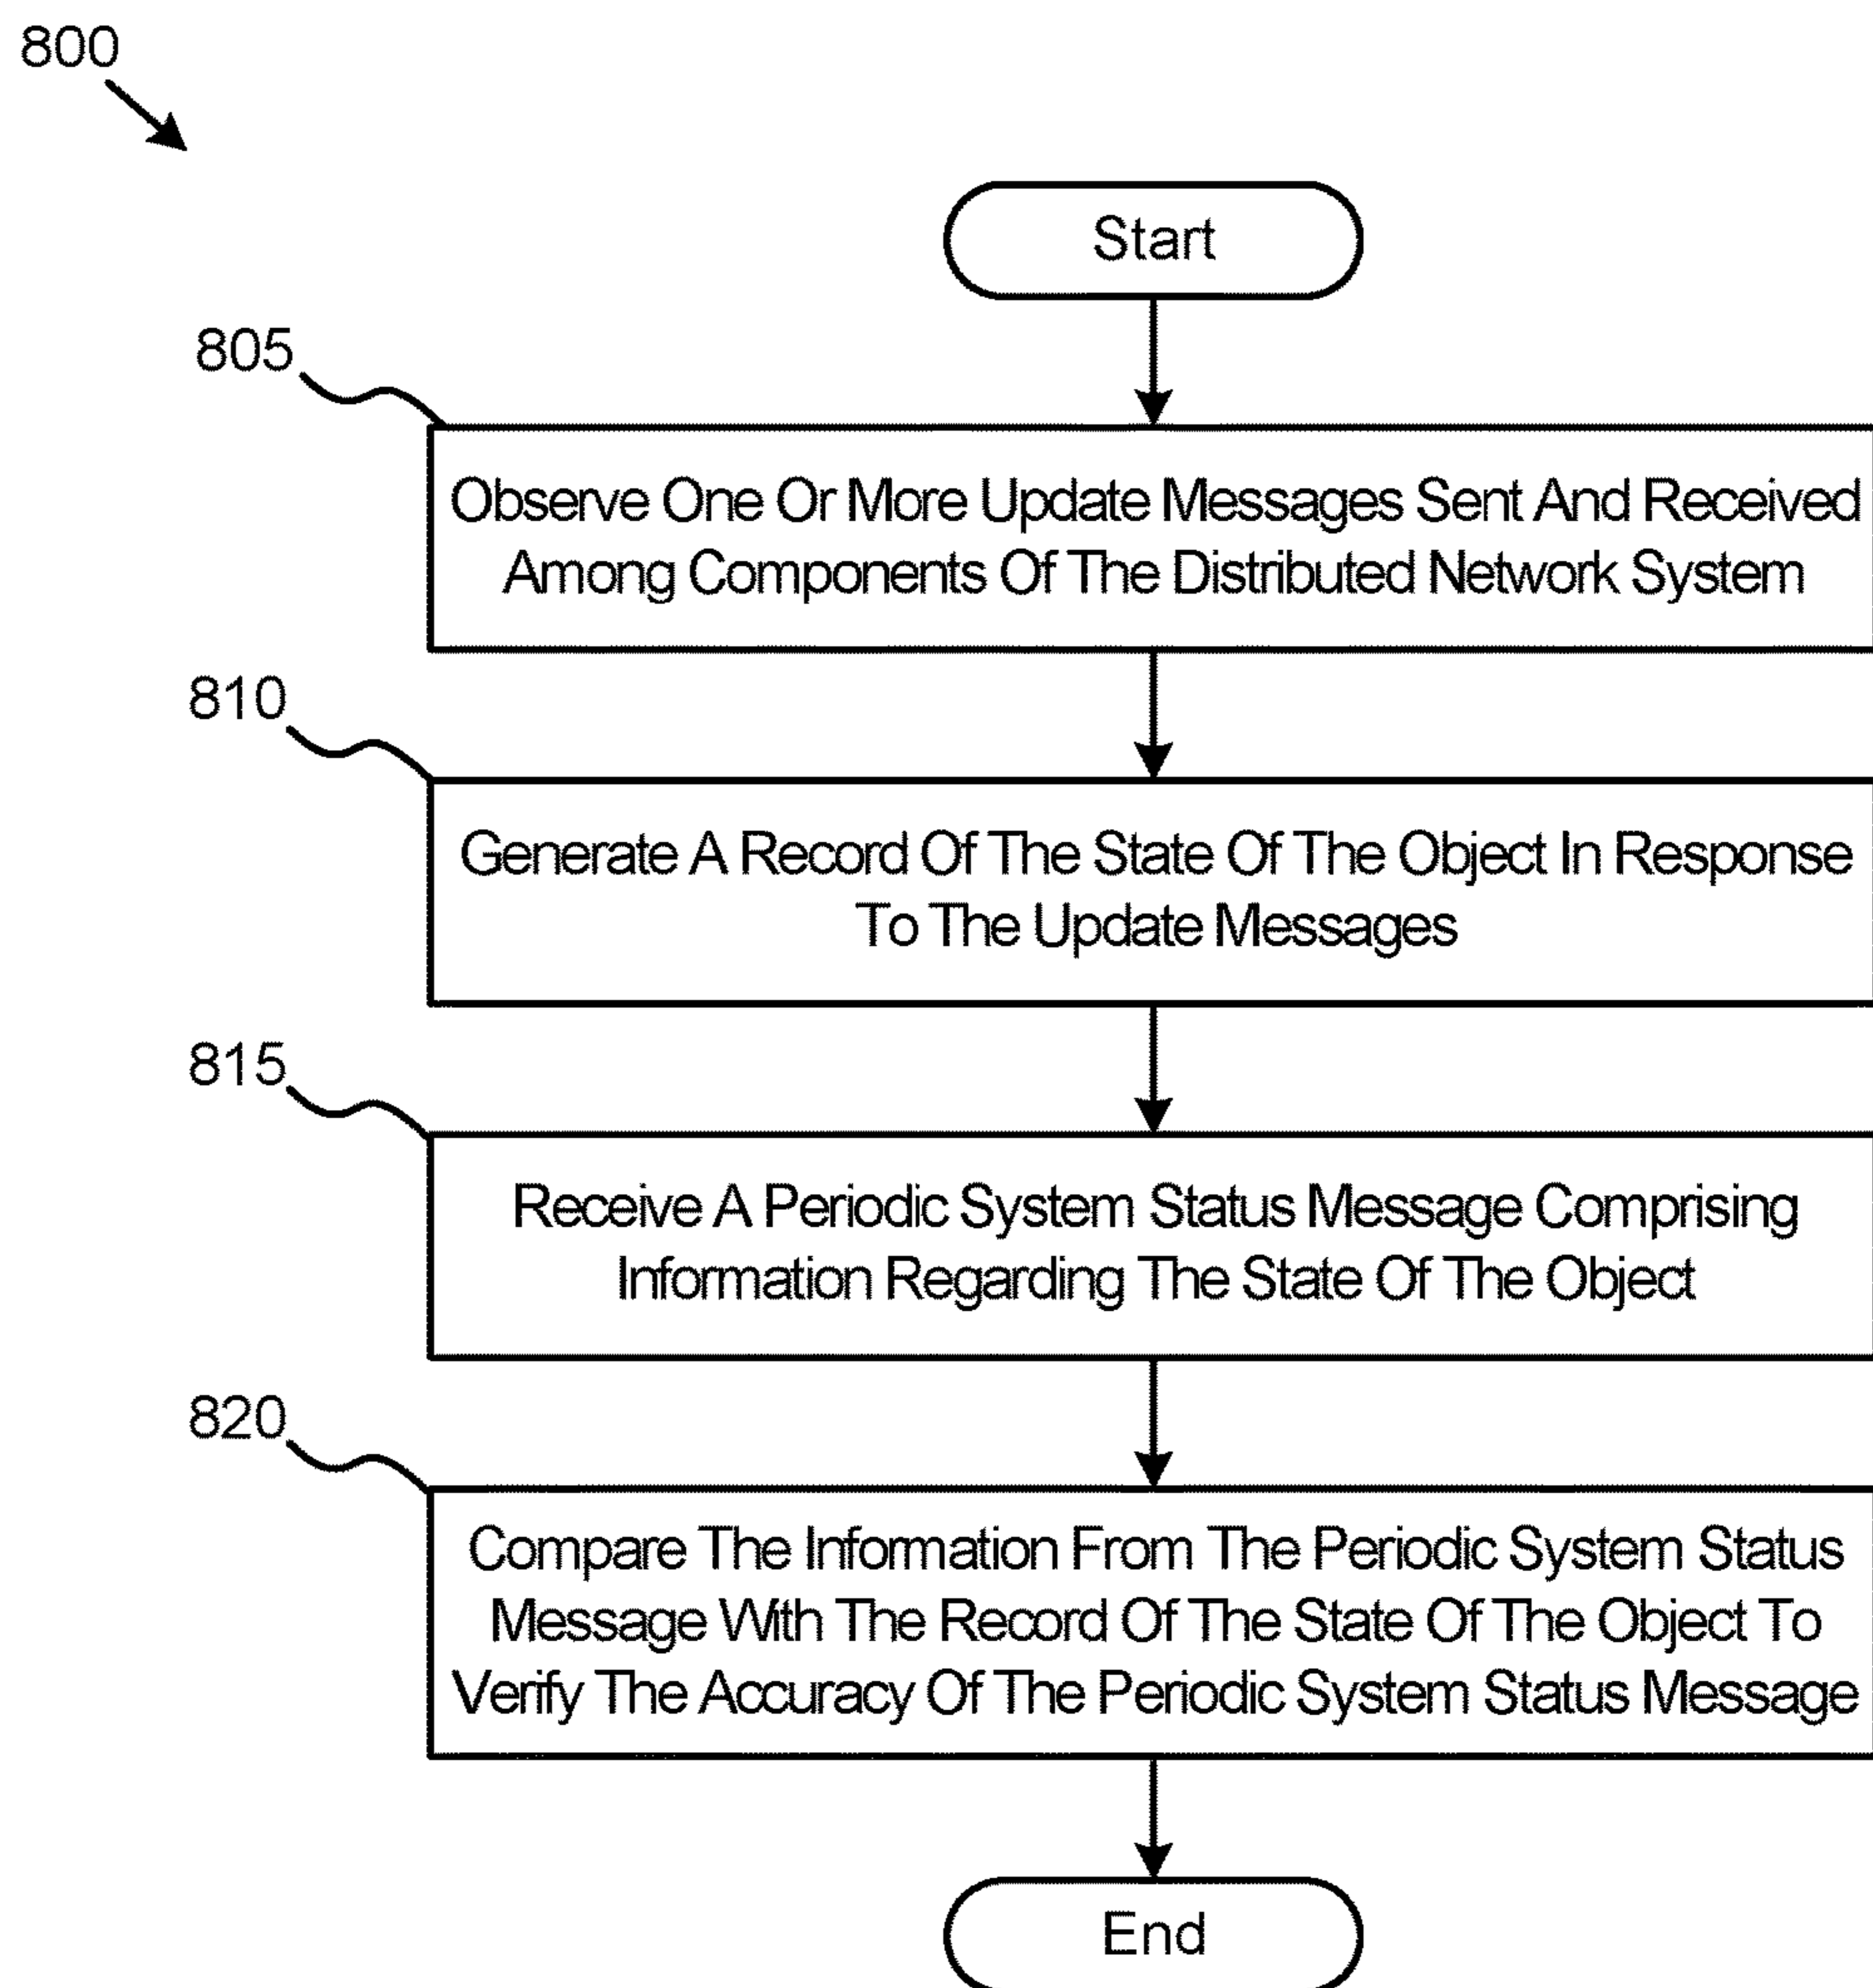 800
Start
805
Observe One Or More Update Messages Sent And Received
Among Components Of The Distributed Network System
810
Generate A Record Of The State Of The Object In Response
To The Update Messages
815
Receive A Periodic System Status Message Comprising
Information Regarding The State Of The Object
820
Compare The Information From The Periodic System Status
Message With The Record Of The State Of The Object To
Verify The Accuracy Of The Periodic System Status Message
End